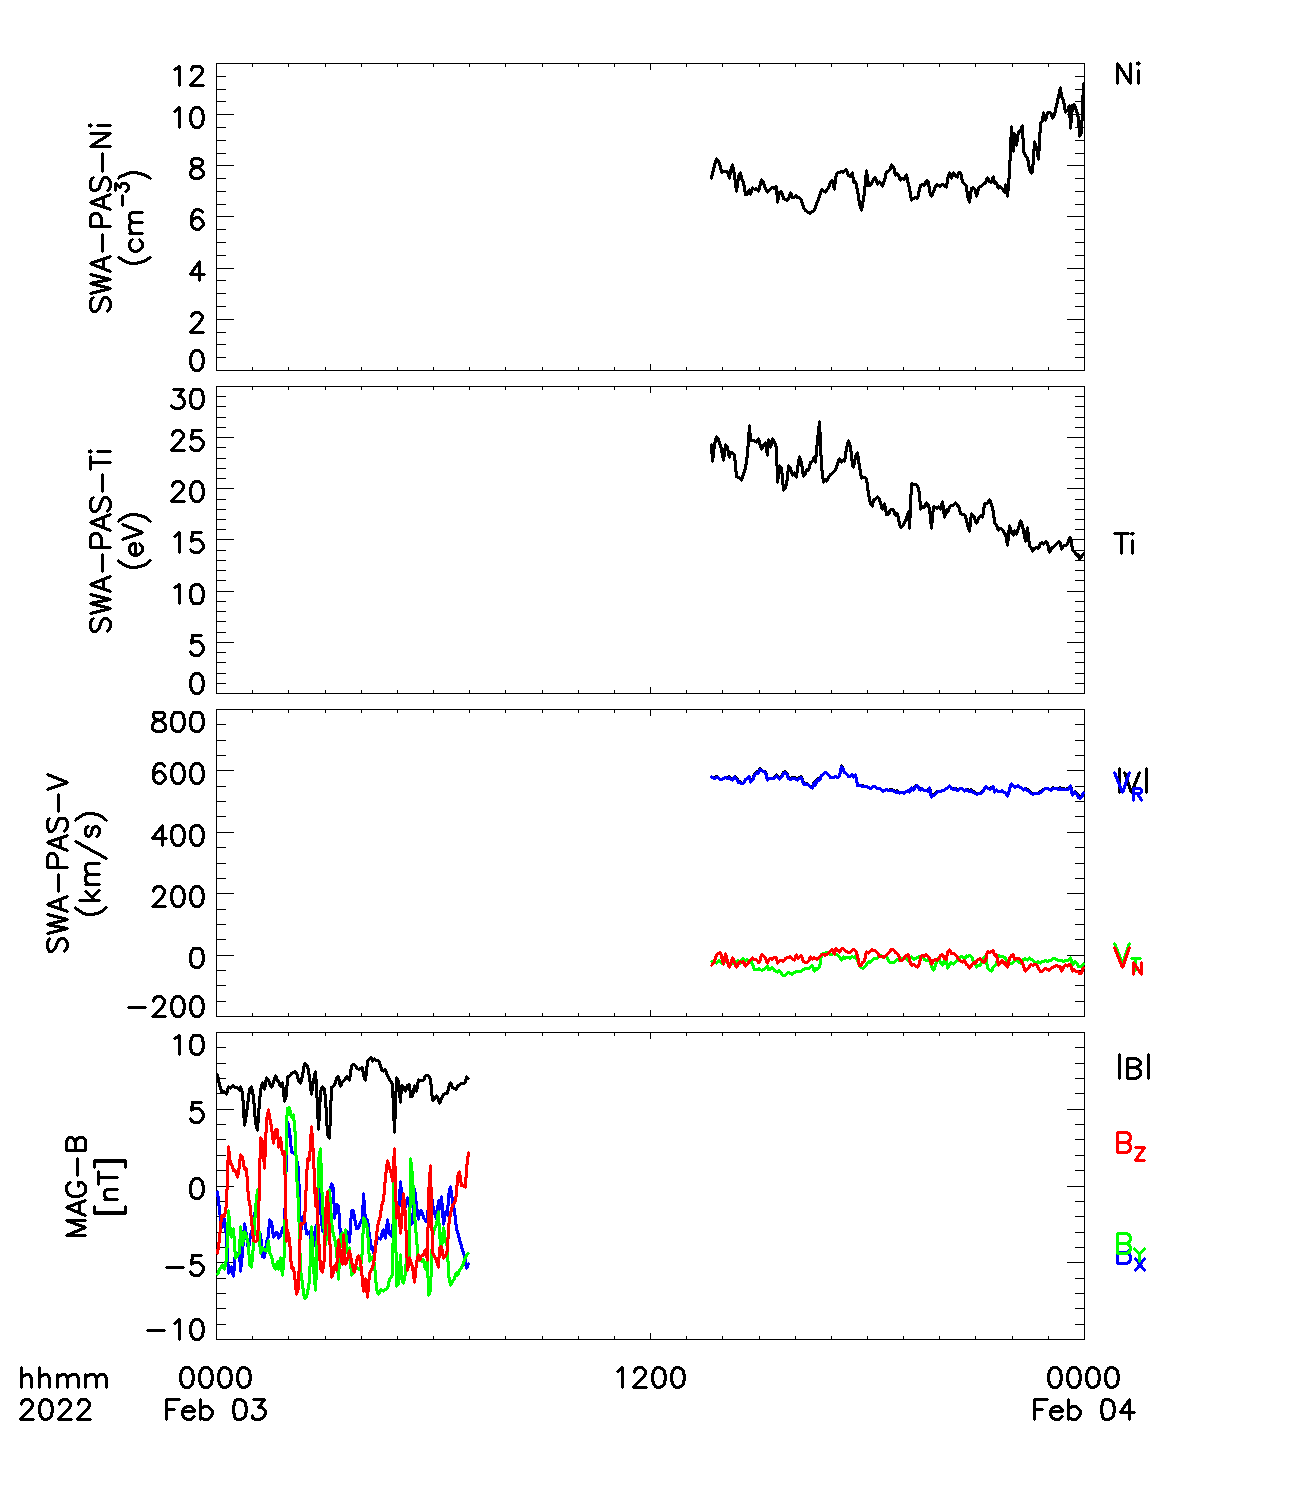 12
10
8
6
4
2
0
SWA-PAS-Ni
(cm⁻³)
Ni
30
25
20
15
10
5
0
SWA-PAS-Ti
(eV)
Ti
800
600
400
200
0
-200
SWA-PAS-V
(km/s)
|V|
V_R
V_T
V_N
10
5
0
-5
-10
MAG-B
[nT]
|B|
B_Z
B_Y
B_X
hhmm 0000 1200 0000
2022 Feb 03 Feb 04